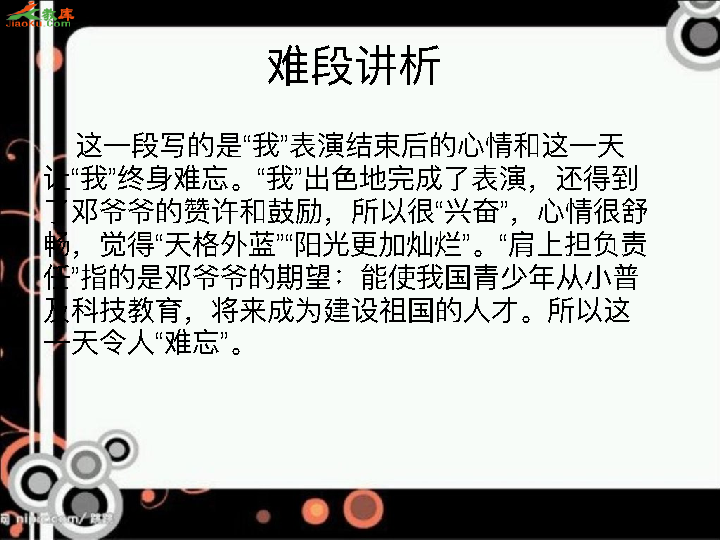 教库
Jiaoku.Com
难段讲析
这一段写的是“我”表演结束后的心情和这一天
让“我”终身难忘。“我”出色地完成了表演，还得到
了邓爷爷的赞许和鼓励，所以很“兴奋”，心情很舒
畅，觉得“天格外蓝”“阳光更加灿烂”。“肩上担负责
任”指的是邓爷爷的期望：能使我国青少年从小普
及科技教育，将来成为建设祖国的人才。所以这
一天令人“难忘”。